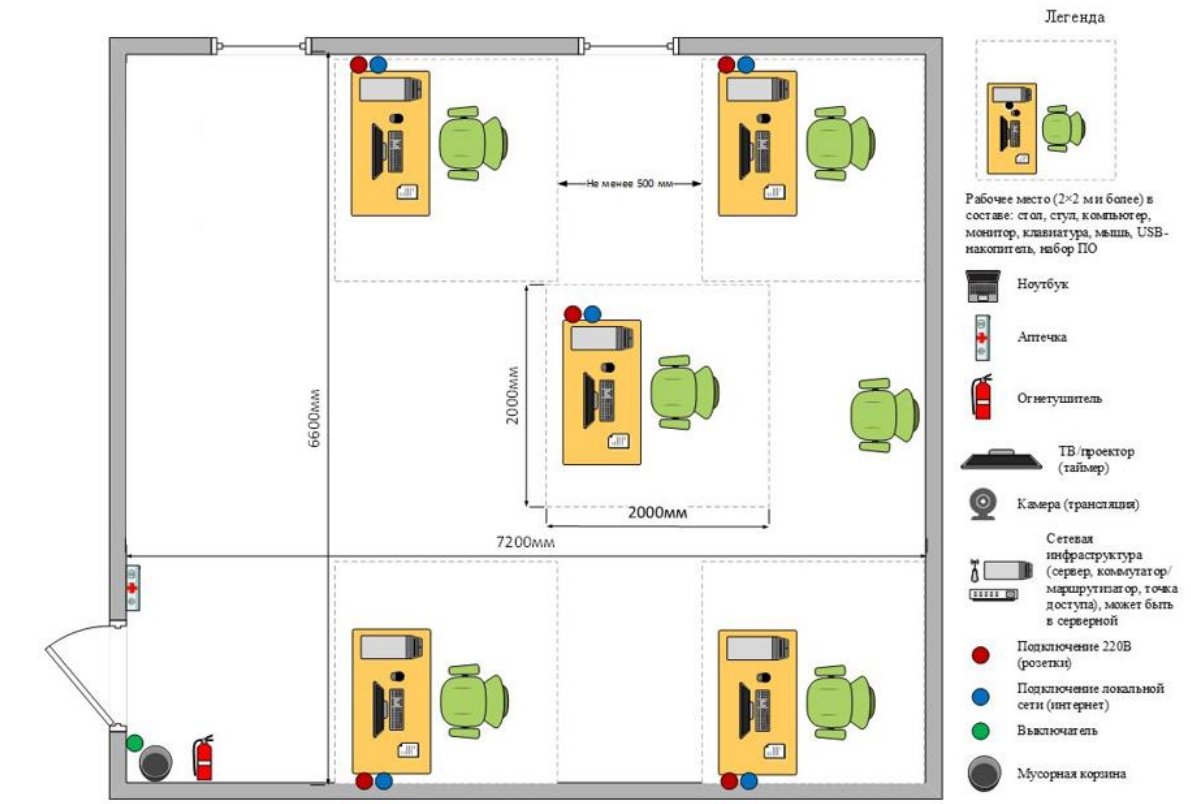 Легенда
Рабочее место (2×2 м и более) в
составе: стол, стул, компьютер,
монитор, клавиатура, мышь, USB-
накопитель, набор ПО
Ноутбук
Аптечка
Огнетушитель
ТВ/проектор
(таймер)
Камера (трансляция)
Сетевая
инфраструктура
(сервер, коммутатор/
маршрутизатор, точка
доступа), может быть
в серверной
Подключение 220В
(розетки)
Подключение локальной
сети (интернет)
Выключатель
Мусорная корзина
Не менее 500 мм
6600мм
2000мм
2000мм
7200мм